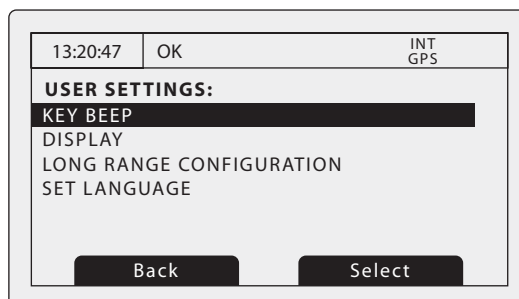 13:20:47 OK INT
GPS
USER SETTINGS:
KEY BEEP
DISPLAY
LONG RANGE CONFIGURATION
SET LANGUAGE
Back Select